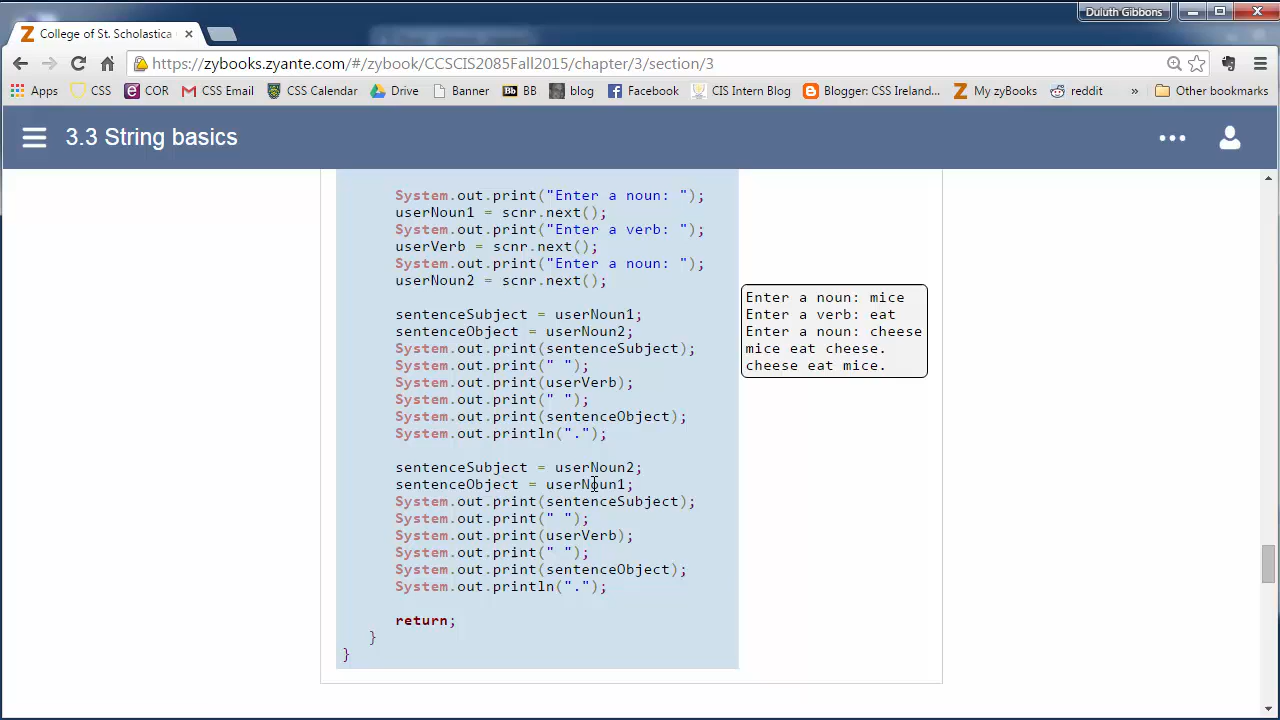 Duluth Gibbons
College of St. Scholastica
https://zybooks.zyante.com/#/zybook/CCSCIS2085Fall2015/chapter/3/section/3
Apps CSS COR CSS Email CSS Calendar Drive Banner Bb BB blog Facebook CIS Intern Blog Blogger: CSS Ireland... My zyBooks reddit » Other bookmarks
3.3 String basics
System.out.print("Enter a noun: ");
userNoun1 = scnr.next();
System.out.print("Enter a verb: ");
userVerb = scnr.next();
System.out.print("Enter a noun: ");
userNoun2 = scnr.next();
sentenceSubject = userNoun1;
sentenceObject = userNoun2;
System.out.print(sentenceSubject);
System.out.print(" ");
System.out.print(userVerb);
System.out.print(" ");
System.out.print(sentenceObject);
System.out.println(".");
sentenceSubject = userNoun2;
sentenceObject = userNoun1;
System.out.print(sentenceSubject);
System.out.print(" ");
System.out.print(userVerb);
System.out.print(" ");
System.out.print(sentenceObject);
System.out.println(".");
return;
}
}
Enter a noun: mice
Enter a verb: eat
Enter a noun: cheese
mice eat cheese.
cheese eat mice.